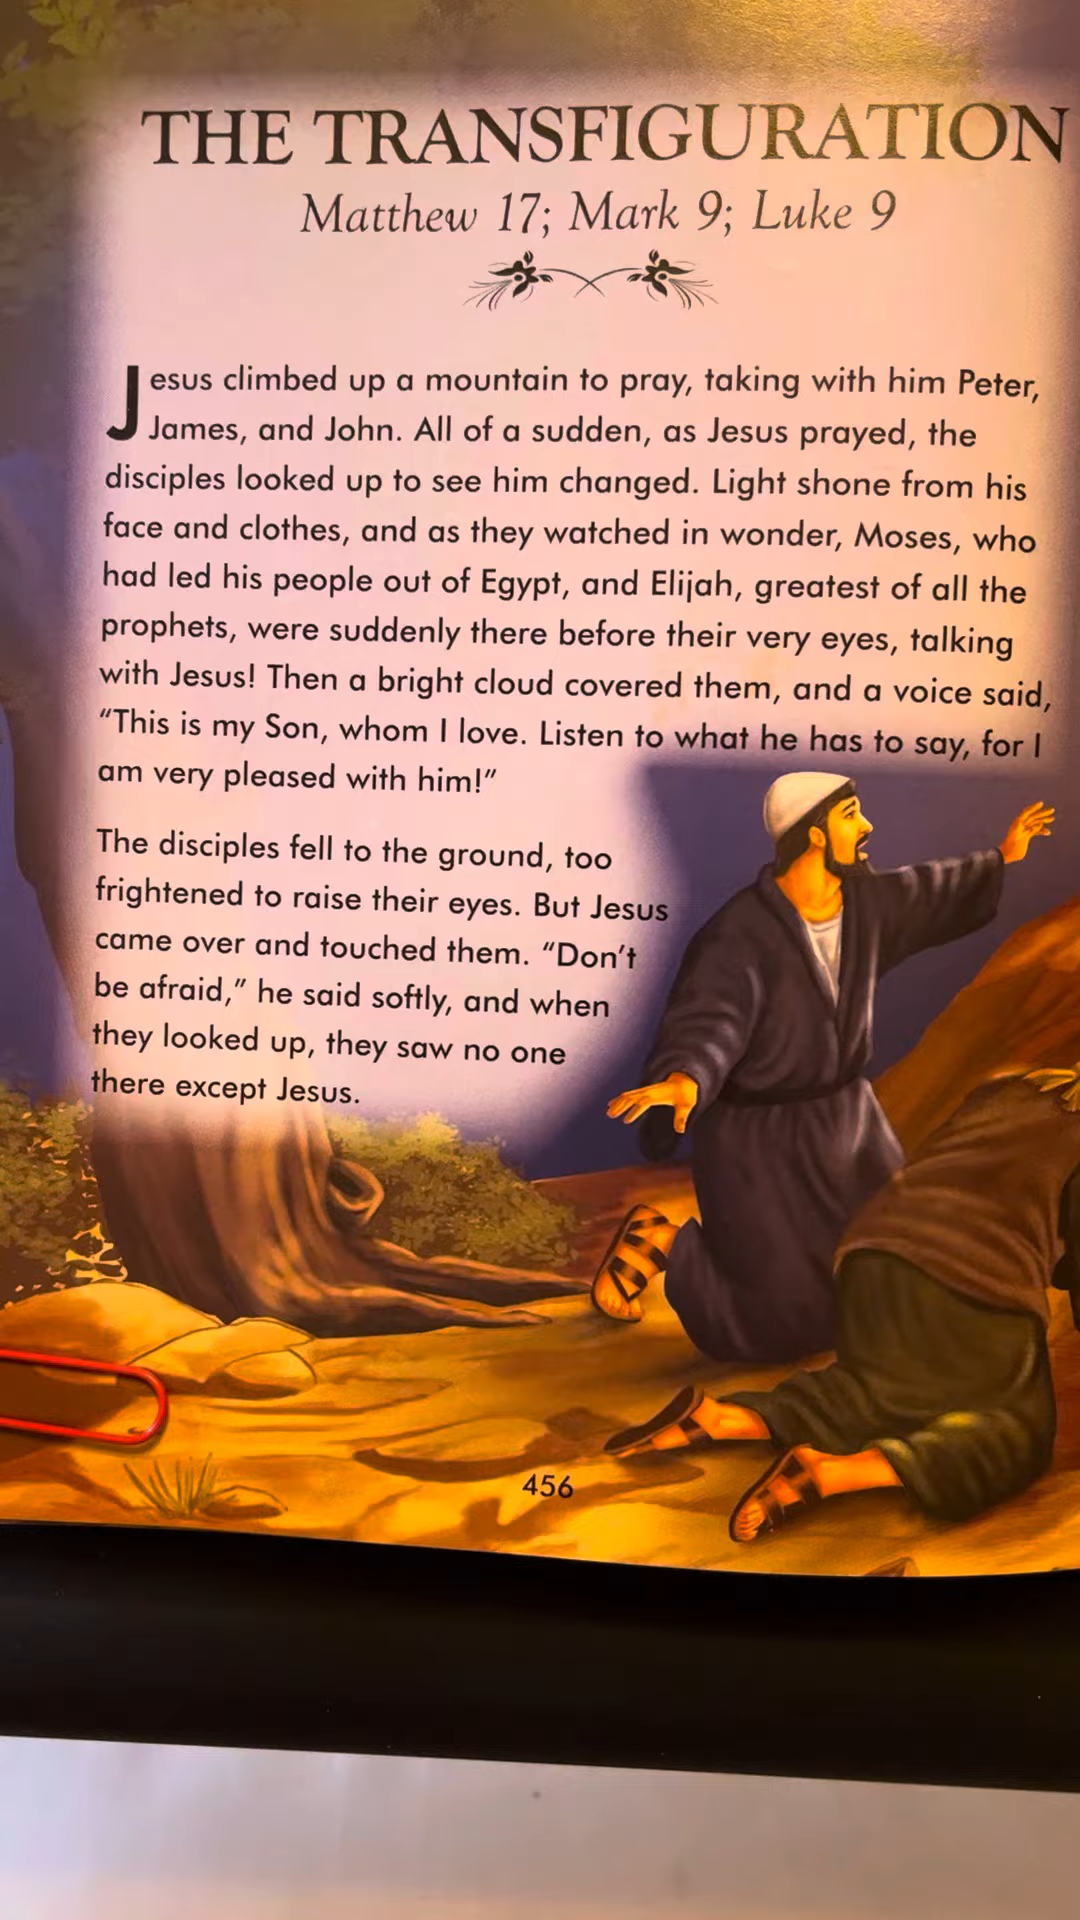 THE TRANSFIGURATION
Matthew 17; Mark 9; Luke 9
Jesus climbed up a mountain to pray, taking with him Peter,
James, and John. All of a sudden, as Jesus prayed, the
disciples looked up to see him changed. Light shone from his
face and clothes, and as they watched in wonder, Moses, who
had led his people out of Egypt, and Elijah, greatest of all the
prophets, were suddenly there before their very eyes, talking
with Jesus! Then a bright cloud covered them, and a voice said,
“This is my Son, whom I love. Listen to what he has to say, for I
am very pleased with him!”
The disciples fell to the ground, too
frightened to raise their eyes. But Jesus
came over and touched them. “Don’t
be afraid,” he said softly, and when
they looked up, they saw no one
there except Jesus.
456